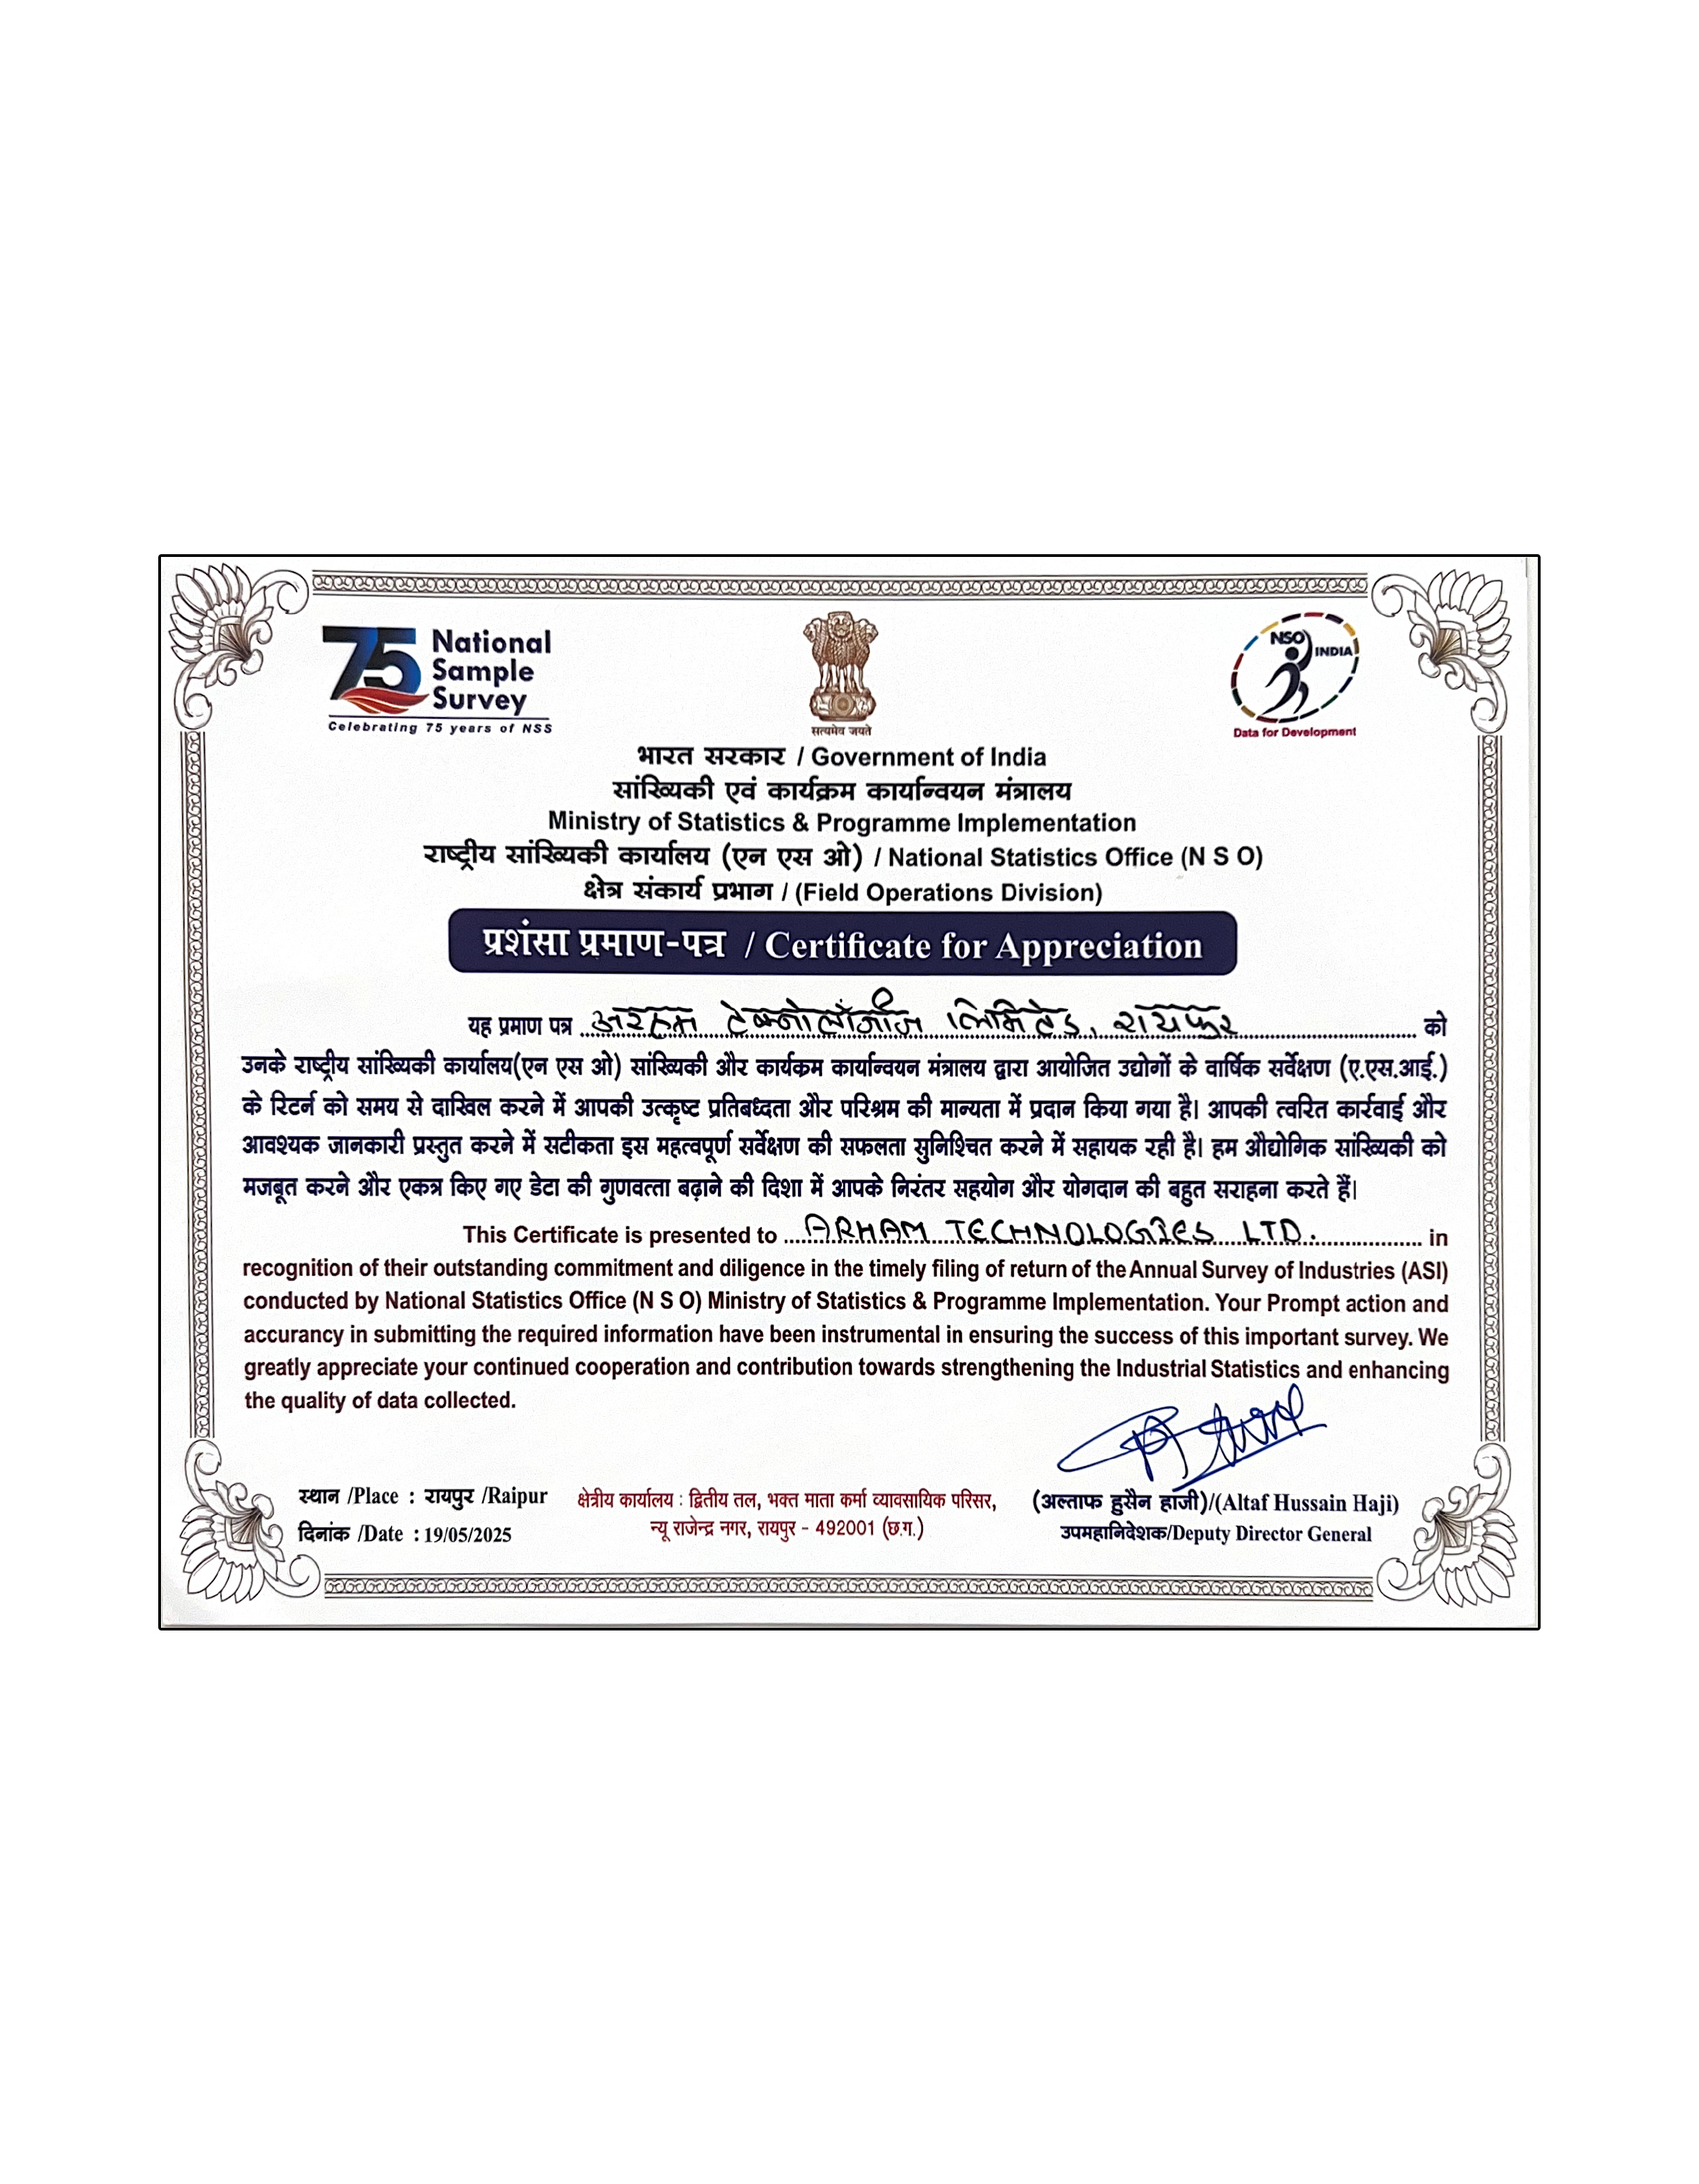 75 National
Sample
Survey
Celebrating 75 years of NSS
सत्यमेव जयते
NSO
INDIA
Data for Development
भारत सरकार / Government of India
सांख्यिकी एवं कार्यक्रम कार्यान्वयन मंत्रालय
Ministry of Statistics & Programme Implementation
राष्ट्रीय सांख्यिकी कार्यालय (एन एस ओ) / National Statistics Office (N S O)
क्षेत्र संकार्य प्रभाग / (Field Operations Division)
प्रशंसा प्रमाण-पत्र / Certificate for Appreciation
यह प्रमाण पत्र अरहम टेक्नोलॉजीज लिमिटेड, रायपुर को
उनके राष्ट्रीय सांख्यिकी कार्यालय(एन एस ओ) सांख्यिकी और कार्यक्रम कार्यान्वयन मंत्रालय द्वारा आयोजित उद्योगों के वार्षिक सर्वेक्षण (ए.एस.आई.)
के रिटर्न को समय से दाखिल करने में आपकी उत्कृष्ट प्रतिबध्दता और परिश्रम की मान्यता में प्रदान किया गया है। आपकी त्वरित कार्रवाई और
आवश्यक जानकारी प्रस्तुत करने में सटीकता इस महत्वपूर्ण सर्वेक्षण की सफलता सुनिश्चित करने में सहायक रही है। हम औद्योगिक सांख्यिकी को
मजबूत करने और एकत्र किए गए डेटा की गुणवत्ता बढ़ाने की दिशा में आपके निरंतर सहयोग और योगदान की बहुत सराहना करते हैं।
This Certificate is presented to ARHAM TECHNOLOGIES LTD. in
recognition of their outstanding commitment and diligence in the timely filing of return of the Annual Survey of Industries (ASI)
conducted by National Statistics Office (N S O) Ministry of Statistics & Programme Implementation. Your Prompt action and
accurancy in submitting the required information have been instrumental in ensuring the success of this important survey. We
greatly appreciate your continued cooperation and contribution towards strengthening the Industrial Statistics and enhancing
the quality of data collected.
स्थान /Place : रायपुर /Raipur
दिनांक /Date : 19/05/2025
क्षेत्रीय कार्यालय : द्वितीय तल, भक्त माता कर्मा व्यावसायिक परिसर,
न्यू राजेन्द्र नगर, रायपुर - 492001 (छ.ग.)
(अल्ताफ हुसैन हाजी)/(Altaf Hussain Haji)
उपमहानिदेशक/Deputy Director General